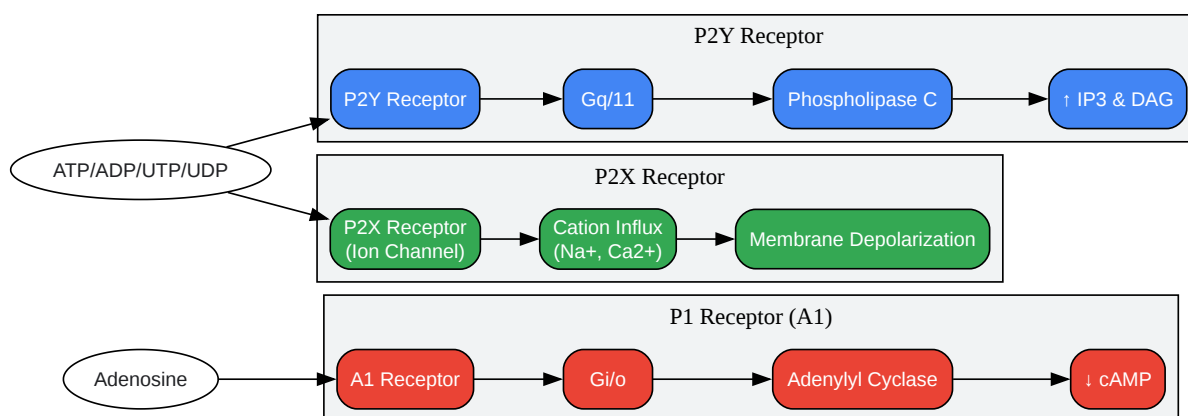 P2Y Receptor
P2Y Receptor
Gq/11
Phospholipase C
↑ IP3 & DAG
ATP/ADP/UTP/UDP
P2X Receptor
P2X Receptor
(Ion Channel)
Cation Influx
(Na+, Ca2+)
Membrane Depolarization
P1 Receptor (A1)
Adenosine
A1 Receptor
Gi/o
Adenylyl Cyclase
↓ cAMP